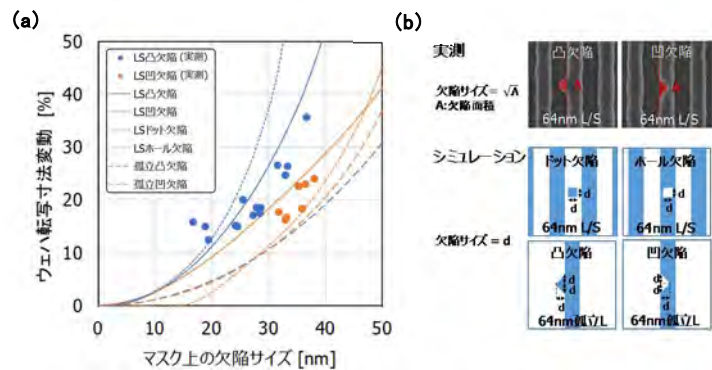 (a)
ウェハ転写寸法変動 [%]
50
40
30
20
10
0
LS凸欠陥 (実測)
LS凹欠陥 (実測)
LS凸欠陥
LS凹欠陥
LSドット欠陥
LSホール欠陥
孤立凸欠陥
孤立凹欠陥
0 10 20 30 40 50
マスク上の欠陥サイズ [nm]
(b)
実測
凸欠陥 凹欠陥
欠陥サイズ = √A
A:欠陥面積
64nm L/S 64nm L/S
シミュレーション
ドット欠陥 ホール欠陥
d d
d d
64nm L/S 64nm L/S
欠陥サイズ = d
凸欠陥 凹欠陥
d d
d d
d d
64nm孤立L 64nm孤立L